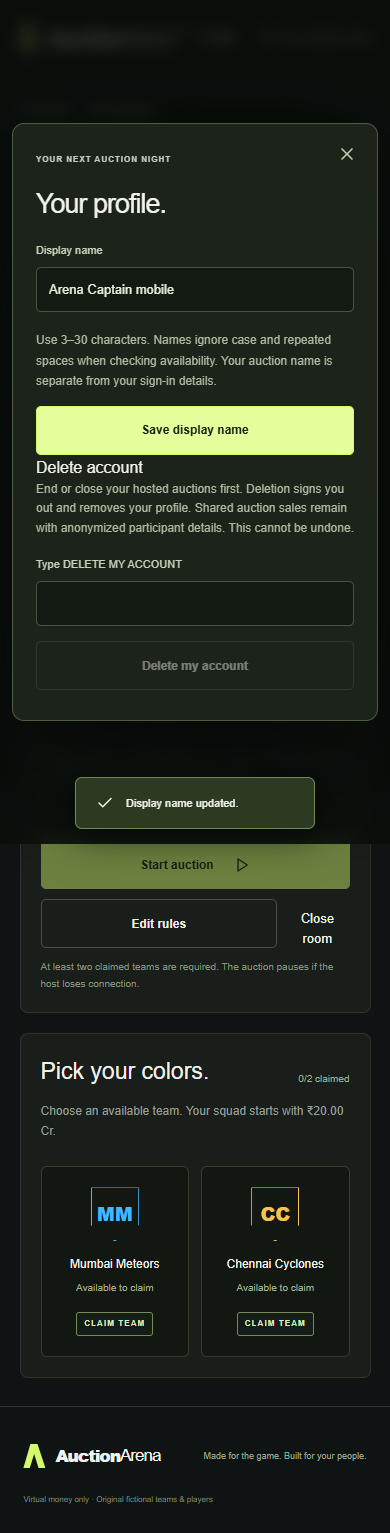 YOUR NEXT AUCTION NIGHT
Your profile.
Display name
Arena Captain mobile
Use 3–30 characters. Names ignore case and repeated
spaces when checking availability. Your auction name is
separate from your sign-in details.
Save display name
Delete account
End or close your hosted auctions first. Deletion signs you
out and removes your profile. Shared auction sales remain
with anonymized participant details. This cannot be undone.
Type DELETE MY ACCOUNT
Delete my account
Display name updated.
Start auction
Edit rules
Close
room
At least two claimed teams are required. The auction pauses if the
host loses connection.
Pick your colors.
0/2 claimed
Choose an available team. Your squad starts with ₹20.00
Cr.
MM
Mumbai Meteors
Available to claim
CLAIM TEAM
CC
Chennai Cyclones
Available to claim
CLAIM TEAM
AuctionArena
Made for the game. Built for your people.
Virtual money only · Original fictional teams & players